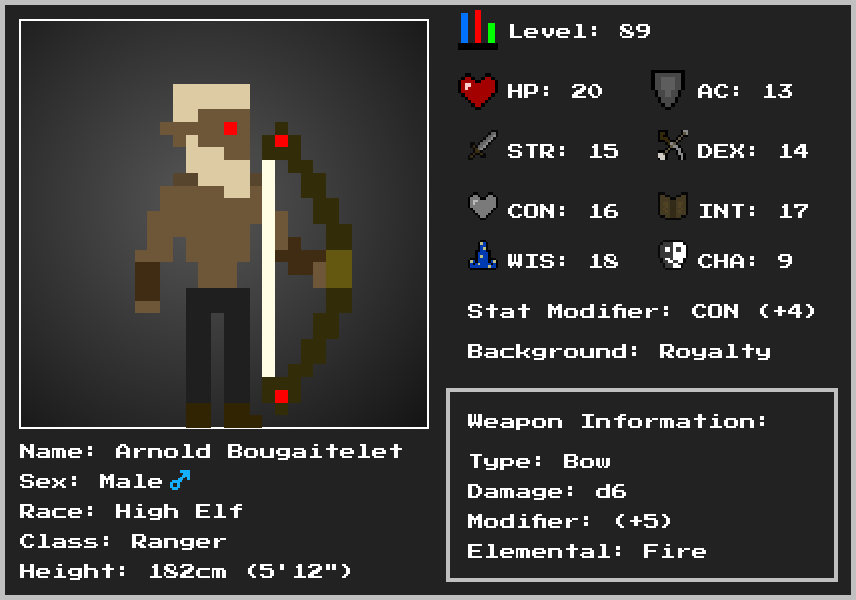 Level: 89
HP: 20
AC: 13
STR: 15
DEX: 14
CON: 16
INT: 17
WIS: 18
CHA: 9
Stat Modifier: CON (+4)
Background: Royalty
Name: Arnold Bougaitelet
Sex: Male♂
Race: High Elf
Class: Ranger
Height: 182cm (5'12")
Weapon Information:
Type: Bow
Damage: d6
Modifier: (+5)
Elemental: Fire